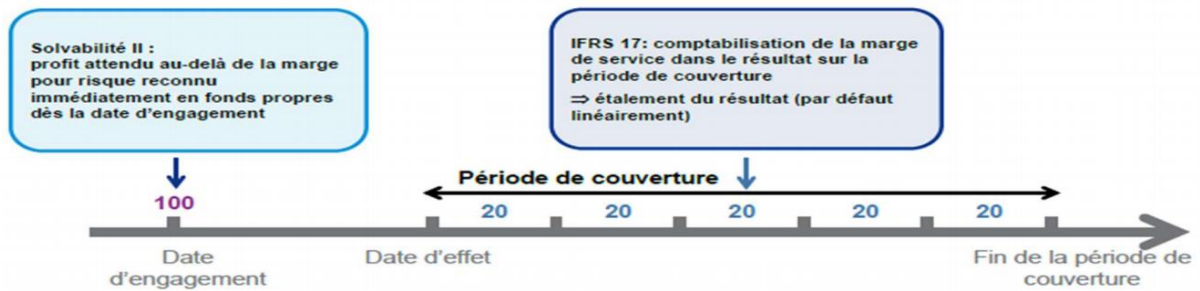 Solvabilité II :
profit attendu au-delà de la marge
pour risque reconnu
immédiatement en fonds propres
dès la date d'engagement
IFRS 17: comptabilisation de la marge
de service dans le résultat sur la
période de couverture
⇒ étalement du résultat (par défaut
linéairement)
Période de couverture
100
20 20 20 20 20
Date
d'engagement
Date d'effet
Fin de la période de
couverture